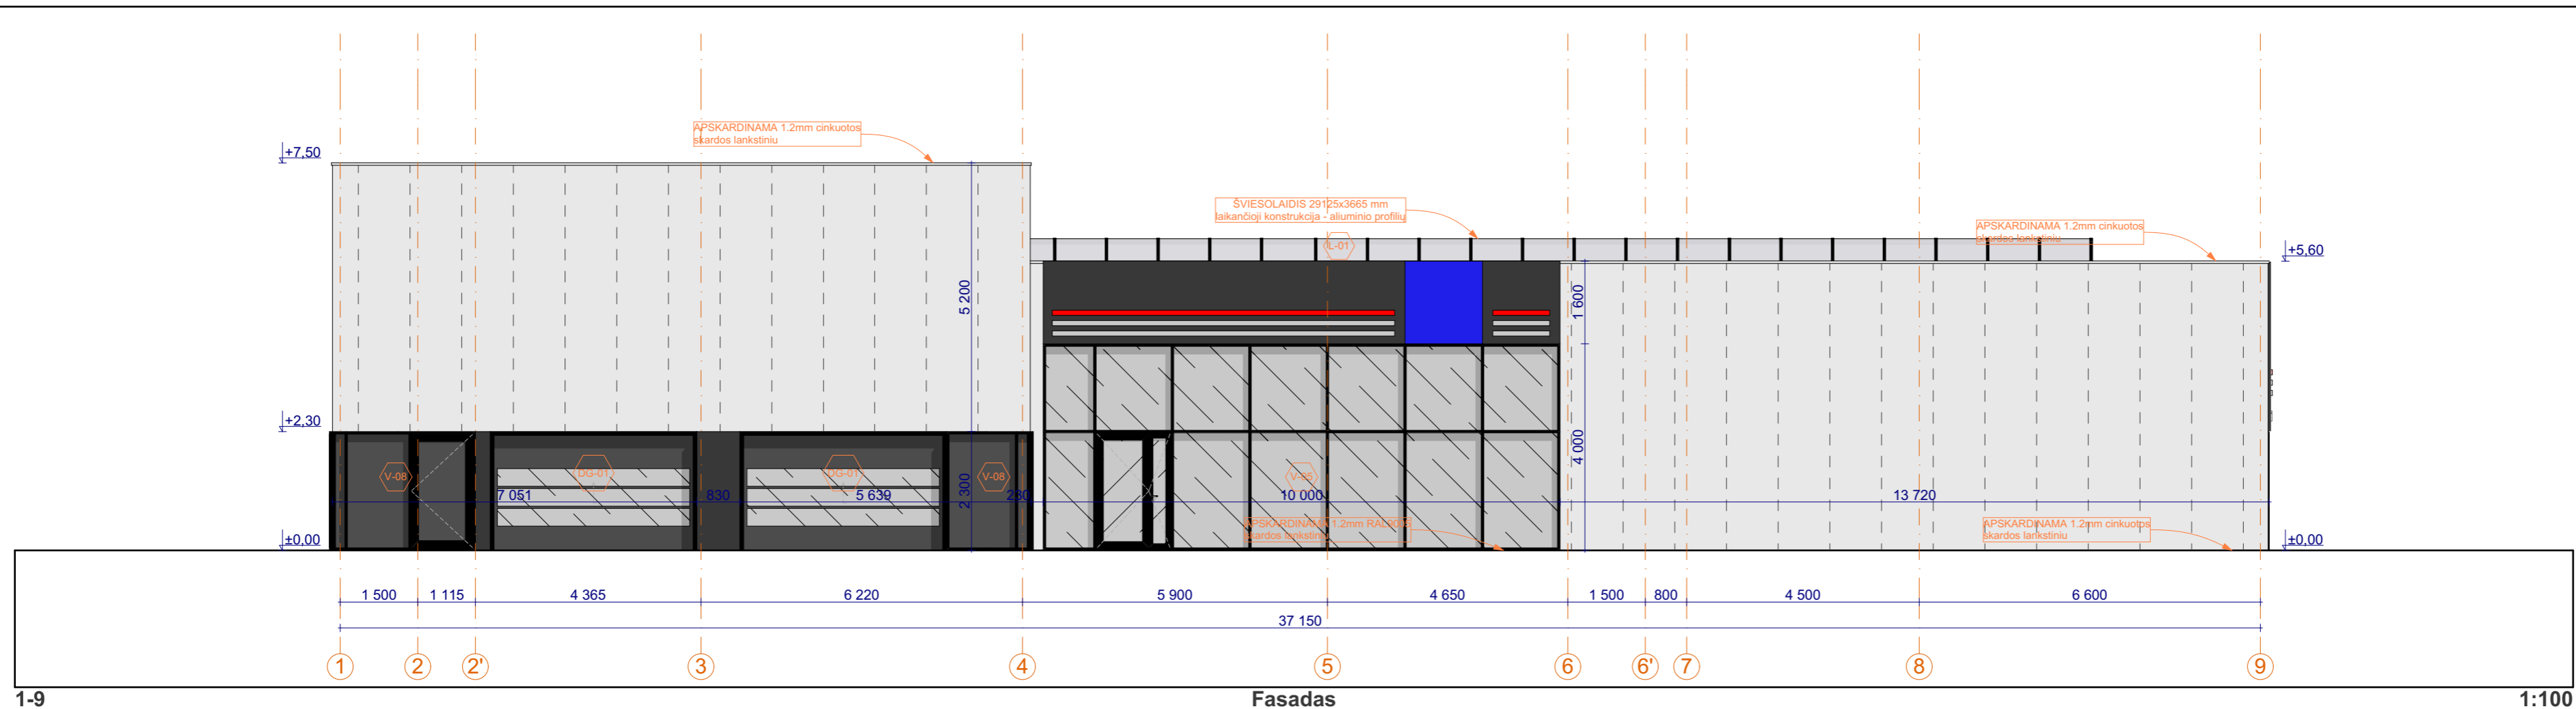 APSKARDINAMA 1.2mm cinkuotos
skardos lankstiniu
+7,50
ŠVIESOLAIDIS 29125x3665 mm
laikančioji konstrukcija - aliuminio profilių
APSKARDINAMA 1.2mm cinkuotos
skardos lankstiniu
L-01
+5,60
5 200
1 600
+2,30
4 000
V-08
DG-01
DG-01
V-08
V-05
7 051
830
5 639
2 300
280
10 000
13 720
APSKARDINAMA 1.2mm
skardos lankstiniu
APSKARDINAMA 1.2mm cinkuotos
skardos lankstiniu
±0,00
±0,00
1 500
1 115
4 365
6 220
5 900
4 650
1 500
800
4 500
6 600
37 150
1
2
2'
3
4
5
6
6'
7
8
9
1-9
Fasadas
1:100